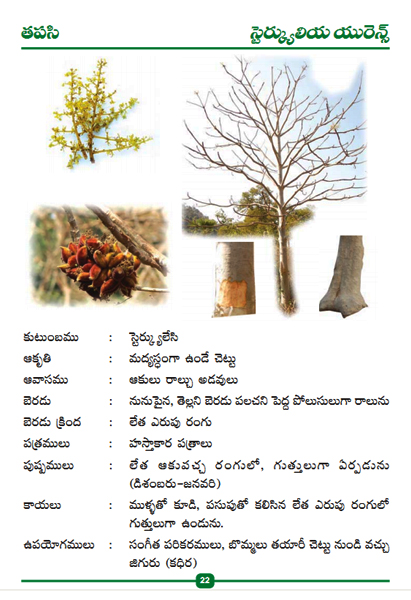 తపసి స్టెర్క్యులియ యురెన్స్
కుటుంబము : స్టెర్క్యులేసి
ఆకృతి : మధ్యస్థంగా ఉండే చెట్టు
ఆవాసము : ఆకులు రాల్చు అడవులు
బెరడు : నునుపైన, తెల్లని బెరడు పలచని పెద్ద పోలుసులుగా రాలును
బెరడు క్రింద : లేత ఎరుపు రంగు
పత్రములు : హస్తాకార పత్రాలు
పుష్పములు : లేత ఆకువచ్చ రంగులో, గుత్తులుగా ఏర్పడును
(డిశంబరు-జనవరి)
కాయలు : ముళ్ళతో కూడి, పసుపుతో కలిసిన లేత ఎరుపు రంగులో
గుత్తులుగా ఉండును.
ఉపయోగములు : సంగీత పరికరములు, బొమ్మలు తయారీ చెట్టు నుండి వచ్చు
జిగురు (కధిర)
22